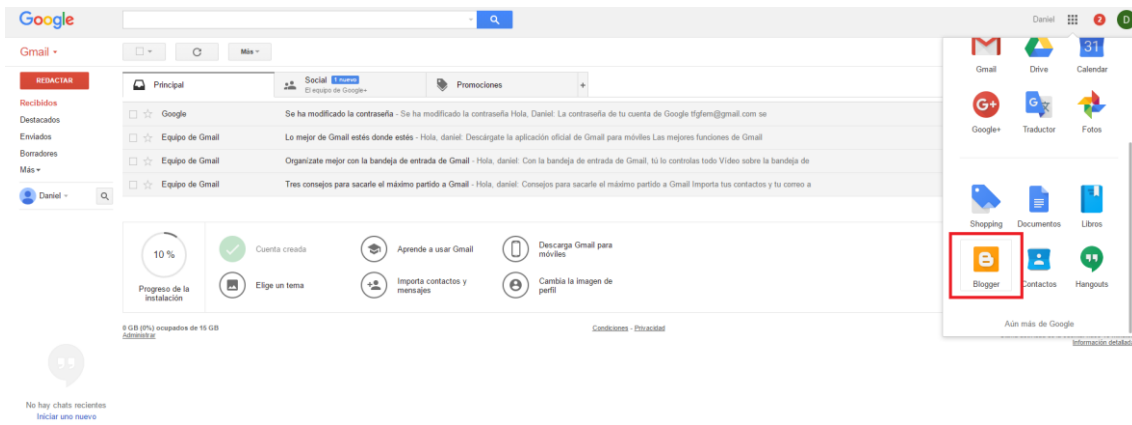 Google
Daniel
2
D
Gmail
Más
REDACTAR
Principal
Social 1 nuevo
El equipo de Google+
Promociones
+
Recibidos
Destacados
Enviados
Borradores
Más
Daniel
Google Se ha modificado la contraseña - Se ha modificado la contraseña Hola, Daniel: La contraseña de tu cuenta de Google tfgfem@gmail.com se
Equipo de Gmail Lo mejor de Gmail estés donde estés - Hola, daniel: Descárgate la aplicación oficial de Gmail para móviles Las mejores funciones de Gmail
Equipo de Gmail Organízate mejor con la bandeja de entrada de Gmail - Hola, daniel: Con la bandeja de entrada de Gmail, tú lo controlas todo Vídeo sobre la bandeja de
Equipo de Gmail Tres consejos para sacarle el máximo partido a Gmail - Hola, daniel: Consejos para sacarle el máximo partido a Gmail Importa tus contactos y tu correo a
10 %
Progreso de la
instalación
Cuenta creada
Aprende a usar Gmail
Descarga Gmail para
móviles
Elige un tema
Importa contactos y
mensajes
Cambia la imagen de
perfil
0 GB (0%) ocupados de 15 GB
Administrar
Condiciones - Privacidad
Información detallada
No hay chats recientes
Iniciar uno nuevo
31
Gmail
Drive
Calendar
G+
Google+
Traductor
Fotos
Shopping
Documentos
Libros
Blogger
Contactos
Hangouts
Aún más de Google